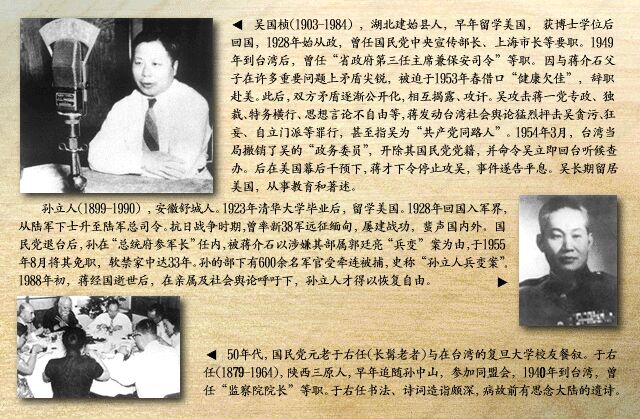 ◀ 吴国桢(1903-1984)，湖北建始县人，早年留学美国， 获博士学位后
回国，1928年始从政，曾任国民党中央宣传部长、上海市长等要职。1949
年到台湾后，曾任“省政府第三任主席兼保安司令”等职。 因与蒋介石父
子在许多重要问题上矛盾尖锐，被迫于1953年春借口“健康欠佳”，辞职
赴美。此后，双方矛盾逐渐公开化，相互揭露、攻讦。吴攻击蒋一党专政、独
裁、特务横行、思想言论不自由等，蒋发动台湾社会舆论猛烈抨击吴贪污、狂
妄、自立门派等罪行，甚至指吴为“共产党同路人”。1954年3月，台湾当
局撤销了吴的“政务委员”，开除其国民党党籍，并命令吴立即回台听候查
办。后在美国幕后干预下，蒋才下令停止攻吴，事件遂告平息。吴长期留居
美国，从事教育和著述。
孙立人(1899-1990)，安徽舒城人。1923年清华大学毕业后，留学美国。1928年回国入军界，
从陆军下士升至陆军总司令。抗日战争时期，曾率新38军远征缅甸，屡建战功，蜚声国内外。国
民党退台后，孙在“总统府参军长”任内，被蒋介石以涉嫌其部属郭廷亮“兵变”案为由，于1955
年8月将其免职，软禁家中达33年。孙的部下有600余名军官受牵连被捕，史称“孙立人兵变案”。
1988年初，蒋经国逝世后，在亲属及社会舆论呼吁下，孙立人才得以恢复自由。 ▶
◀ 50年代，国民党元老于右任(长髯老者)与在台湾的复旦大学校友餐叙。于右
任(1879-1964)，陕西三原人，早年追随孙中山，参加同盟会，1940年到台湾，曾
任“监察院院长”等职。于右任书法、诗词造诣颇深，病故前有思念大陆的遗诗。